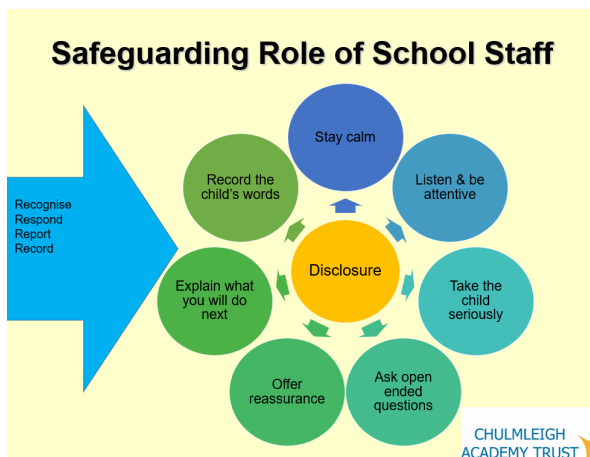 Safeguarding Role of School Staff
Recognise
Respond
Report
Record
Stay calm
Listen & be
attentive
Take the
child
seriously
Ask open
ended
questions
Offer
reassurance
Explain what
you will do
next
Record the
child's words
Disclosure
CHULMLEIGH
ACADEMY TRUST